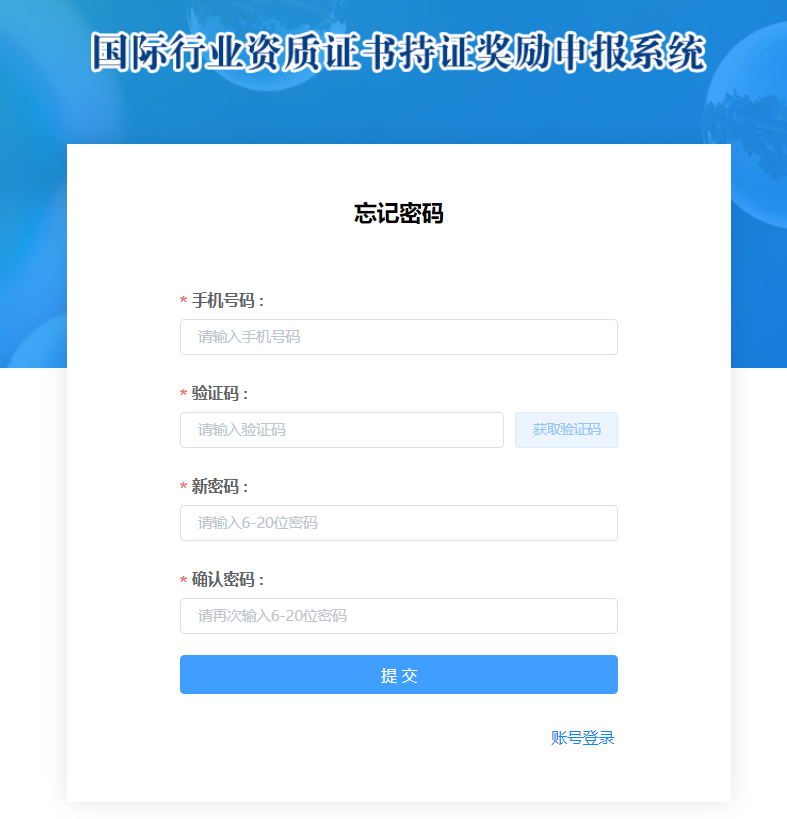 国际行业资质证书持证奖励申报系统
忘记密码
* 手机号码：
请输入手机号码
* 验证码：
请输入验证码 获取验证码
* 新密码：
请输入6-20位密码
* 确认密码：
请再次输入6-20位密码
提 交
账号登录